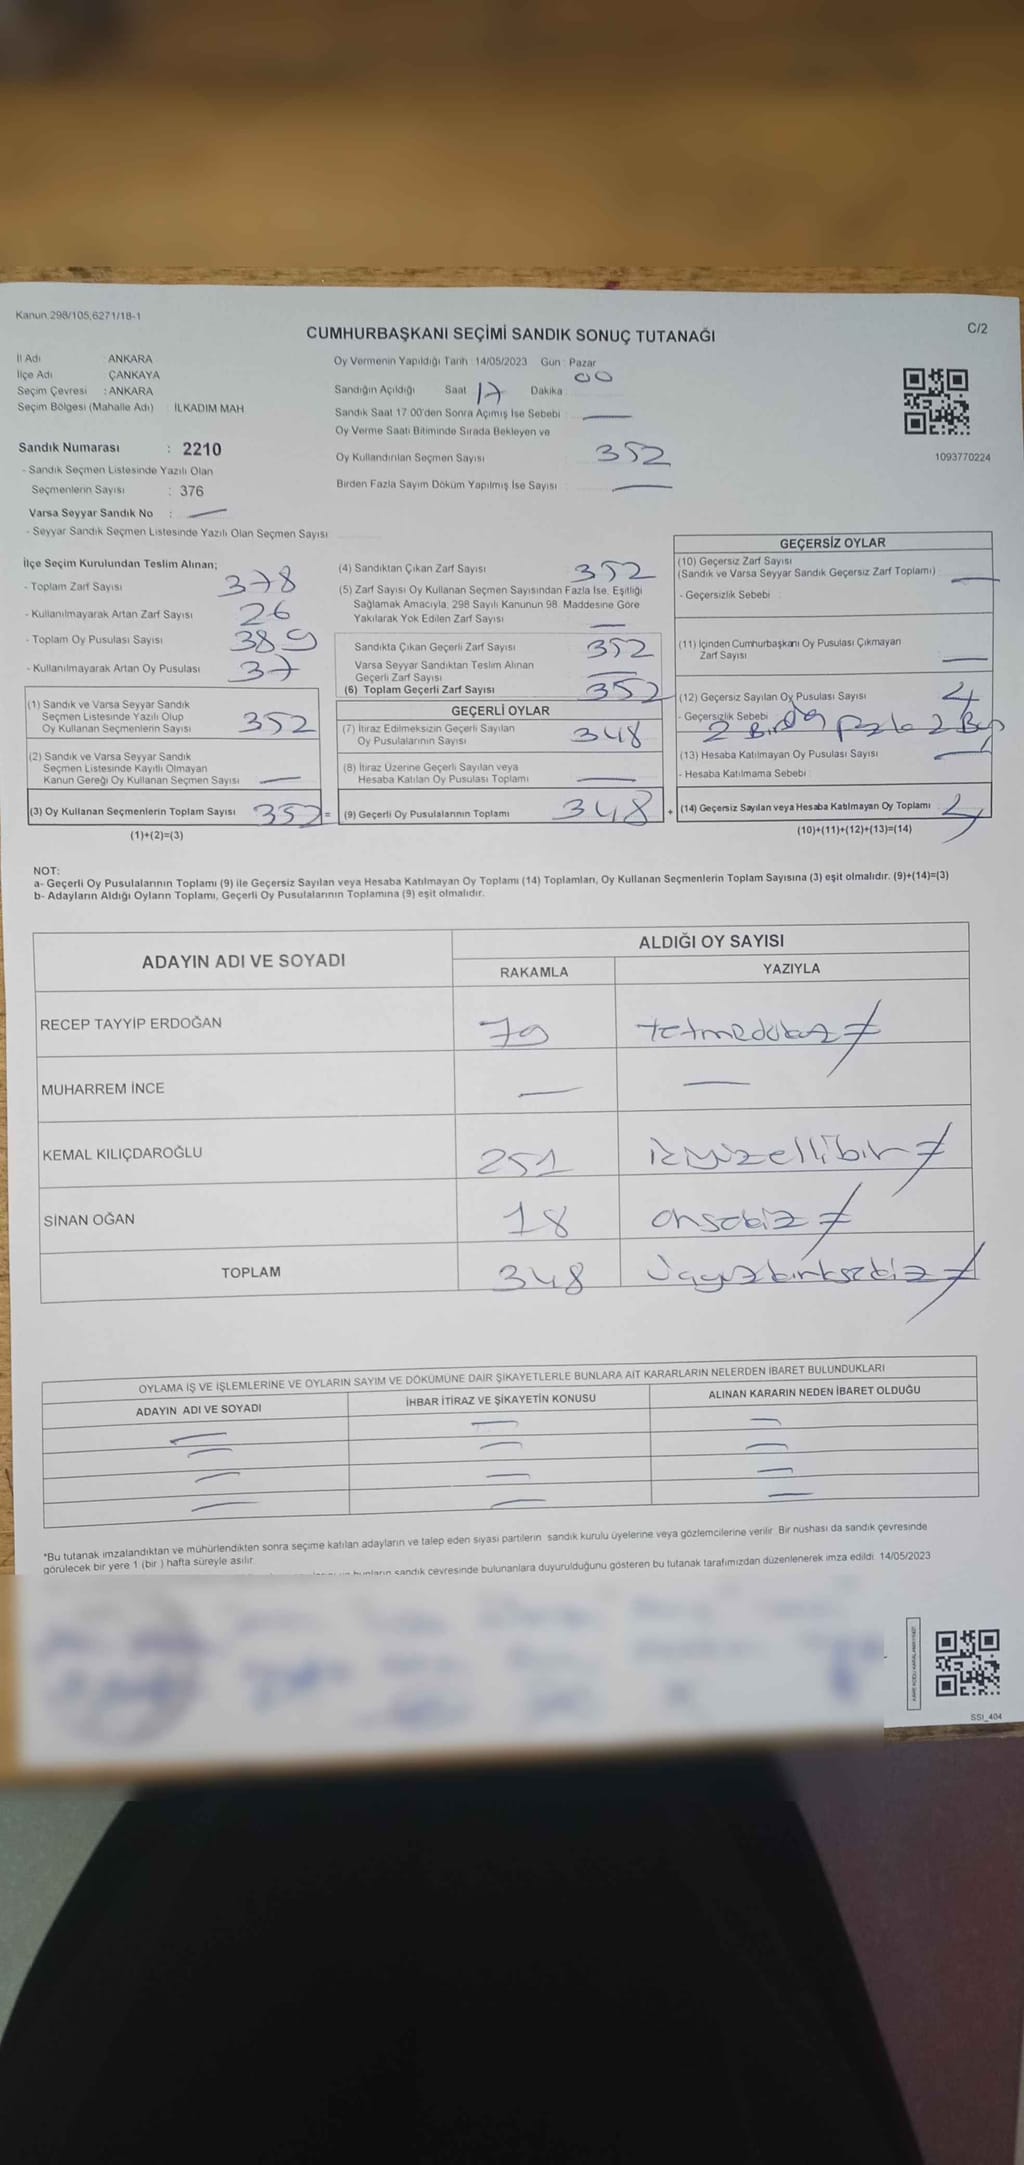 Kanun.298/105,6271/18-1
CUMHURBAŞKANI SEÇİMİ SANDIK SONUÇ TUTANAĞI
C/2
İl Adı : ANKARA
İlçe Adı : ÇANKAYA
Seçim Çevresi : ANKARA
Seçim Bölgesi (Mahalle Adı) : İLKADIM MAH
Sandık Numarası : 2210
- Sandık Seçmen Listesinde Yazılı Olan
Seçmenlerin Sayısı : 376
Varsa Seyyar Sandık No : —
- Seyyar Sandık Seçmen Listesinde Yazılı Olan Seçmen Sayısı
Oy Vermenin Yapıldığı Tarih : 14/05/2023 Gün : Pazar
Sandığın Açıldığı Saat 17 Dakika 00
Sandık Saat 17.00'den Sonra Açımış İse Sebebi : —
Oy Verme Saati Bitiminde Sırada Bekleyen ve
Oy Kullandırılan Seçmen Sayısı 352
Birden Fazla Sayım Döküm Yapılmış İse Sayısı : —
1093770224
İlçe Seçim Kurulundan Teslim Alınan;
- Toplam Zarf Sayısı 378
- Kullanılmayarak Artan Zarf Sayısı 26
- Toplam Oy Pusulası Sayısı 389
- Kullanılmayarak Artan Oy Pusulası 37
(1) Sandık ve Varsa Seyyar Sandık
Seçmen Listesinde Yazılı Olup
Oy Kullanan Seçmenlerin Sayısı 352
(2) Sandık ve Varsa Seyyar Sandık
Seçmen Listesinde Kayıtlı Olmayan
Kanun Gereği Oy Kullanan Seçmen Sayısı —
(3) Oy Kullanan Seçmenlerin Toplam Sayısı 352 =
(1)+(2)=(3)
(4) Sandıktan Çıkan Zarf Sayısı 352
(5) Zarf Sayısı Oy Kullanan Seçmen Sayısından Fazla İse, Eşitliği
Sağlamak Amacıyla, 298 Sayılı Kanunun 98. Maddesine Göre
Yakılarak Yok Edilen Zarf Sayısı —
Sandıkta Çıkan Geçerli Zarf Sayısı 352
Varsa Seyyar Sandıktan Teslim Alınan
Geçerli Zarf Sayısı —
(6) Toplam Geçerli Zarf Sayısı 352
GEÇERLİ OYLAR
(7) İtiraz Edilmeksizin Geçerli Sayılan
Oy Pusulalarının Sayısı 348
(8) İtiraz Üzerine Geçerli Sayılan veya
Hesaba Katılan Oy Pusulası Toplamı —
(9) Geçerli Oy Pusulalarının Toplamı 348 +
GEÇERSİZ OYLAR
(10) Geçersiz Zarf Sayısı
(Sandık ve Varsa Seyyar Sandık Geçersiz Zarf Toplamı) : —
- Geçersizlik Sebebi :
(11) İçinden Cumhurbaşkanı Oy Pusulası Çıkmayan
Zarf Sayısı —
(12) Geçersiz Sayılan Oy Pusulası Sayısı 4
- Geçersizlik Sebebi 2 Birden fazla 2
(13) Hesaba Katılmayan Oy Pusulası Sayısı —
- Hesaba Katılmama Sebebi
(14) Geçersiz Sayılan veya Hesaba Katılmayan Oy Toplamı 4
(10)+(11)+(12)+(13)=(14)
NOT:
a- Geçerli Oy Pusulalarının Toplamı (9) ile Geçersiz Sayılan veya Hesaba Katılmayan Oy Toplamı (14) Toplamları, Oy Kullanan Seçmenlerin Toplam Sayısına (3) eşit olmalıdır. (9)+(14)=(3)
b- Adayların Aldığı Oyların Toplamı, Geçerli Oy Pusulalarının Toplamına (9) eşit olmalıdır.
ADAYIN ADI VE SOYADI
ALDIĞI OY SAYISI
RAKAMLA YAZIYLA
RECEP TAYYİP ERDOĞAN 79
MUHARREM İNCE — —
KEMAL KILIÇDAROĞLU 251 ikiyüzellibir
SİNAN OĞAN 18 onsekiz
TOPLAM 348 üçyüzkırksekiz
OYLAMA İŞ VE İŞLEMLERİNE VE OYLARIN SAYIM VE DÖKÜMÜNE DAİR ŞİKAYETLERLE BUNLARA AİT KARARLARIN NELERDEN İBARET BULUNDUKLARI
ADAYIN ADI VE SOYADI İHBAR İTİRAZ VE ŞİKAYETİN KONUSU ALINAN KARARIN NEDEN İBARET OLDUĞU
— — —
— — —
— — —
— — —
*Bu tutanak imzalandıktan ve mühürlendikten sonra seçime katılan adayların ve talep eden siyasi partilerin sandık kurulu üyelerine veya gözlemcilerine verilir. Bir nushası da sandık çevresinde
görülecek bir yere 1 (bir ) hafta süreyle asılır.
sandık çevresinde bulunanlara duyurulduğunu gösteren bu tutanak tarafımızdan düzenlenerek imza edildi. 14/05/2023
SSI_404